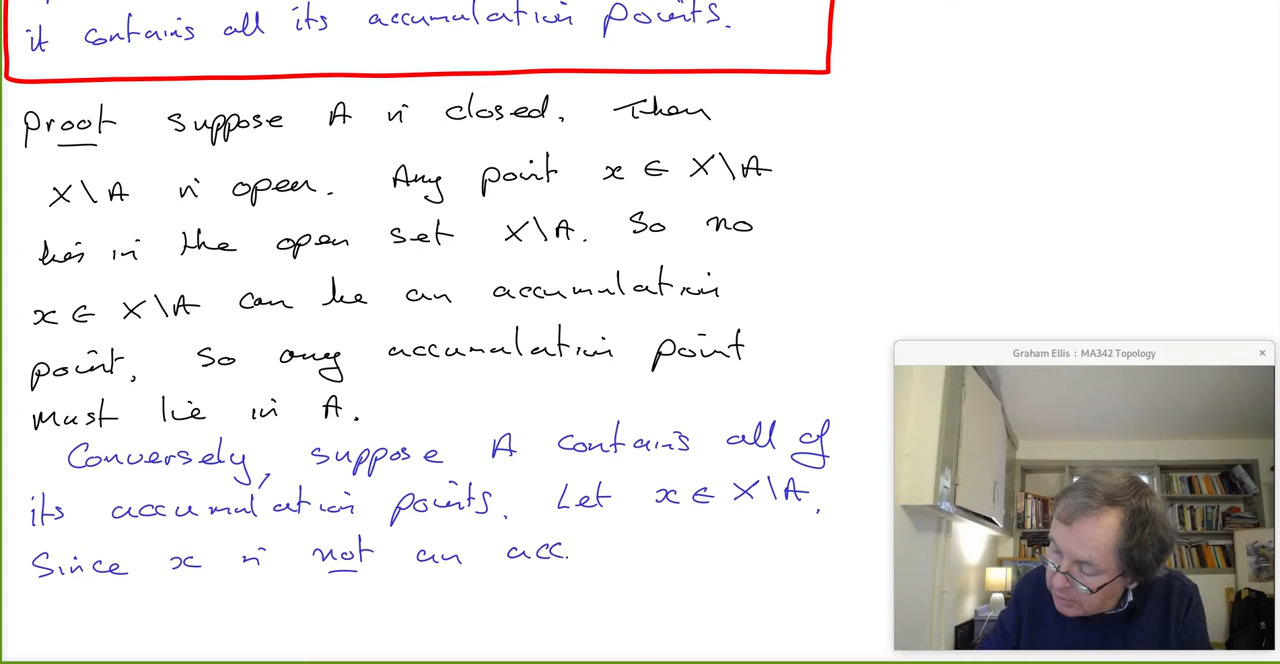 it contains all its accumulation points.
Proof suppose A is closed. Then
X\A is open. Any point x ∈ X\A
lies in the open set X\A. So no
x ∈ X\A can be an accumulation
point. So any accumulation point
must lie in A.
Conversely, suppose A contains all of
its accumulation points. Let x ∈ X\A.
Since x is not an acc.
Graham Ellis : MA342 Topology